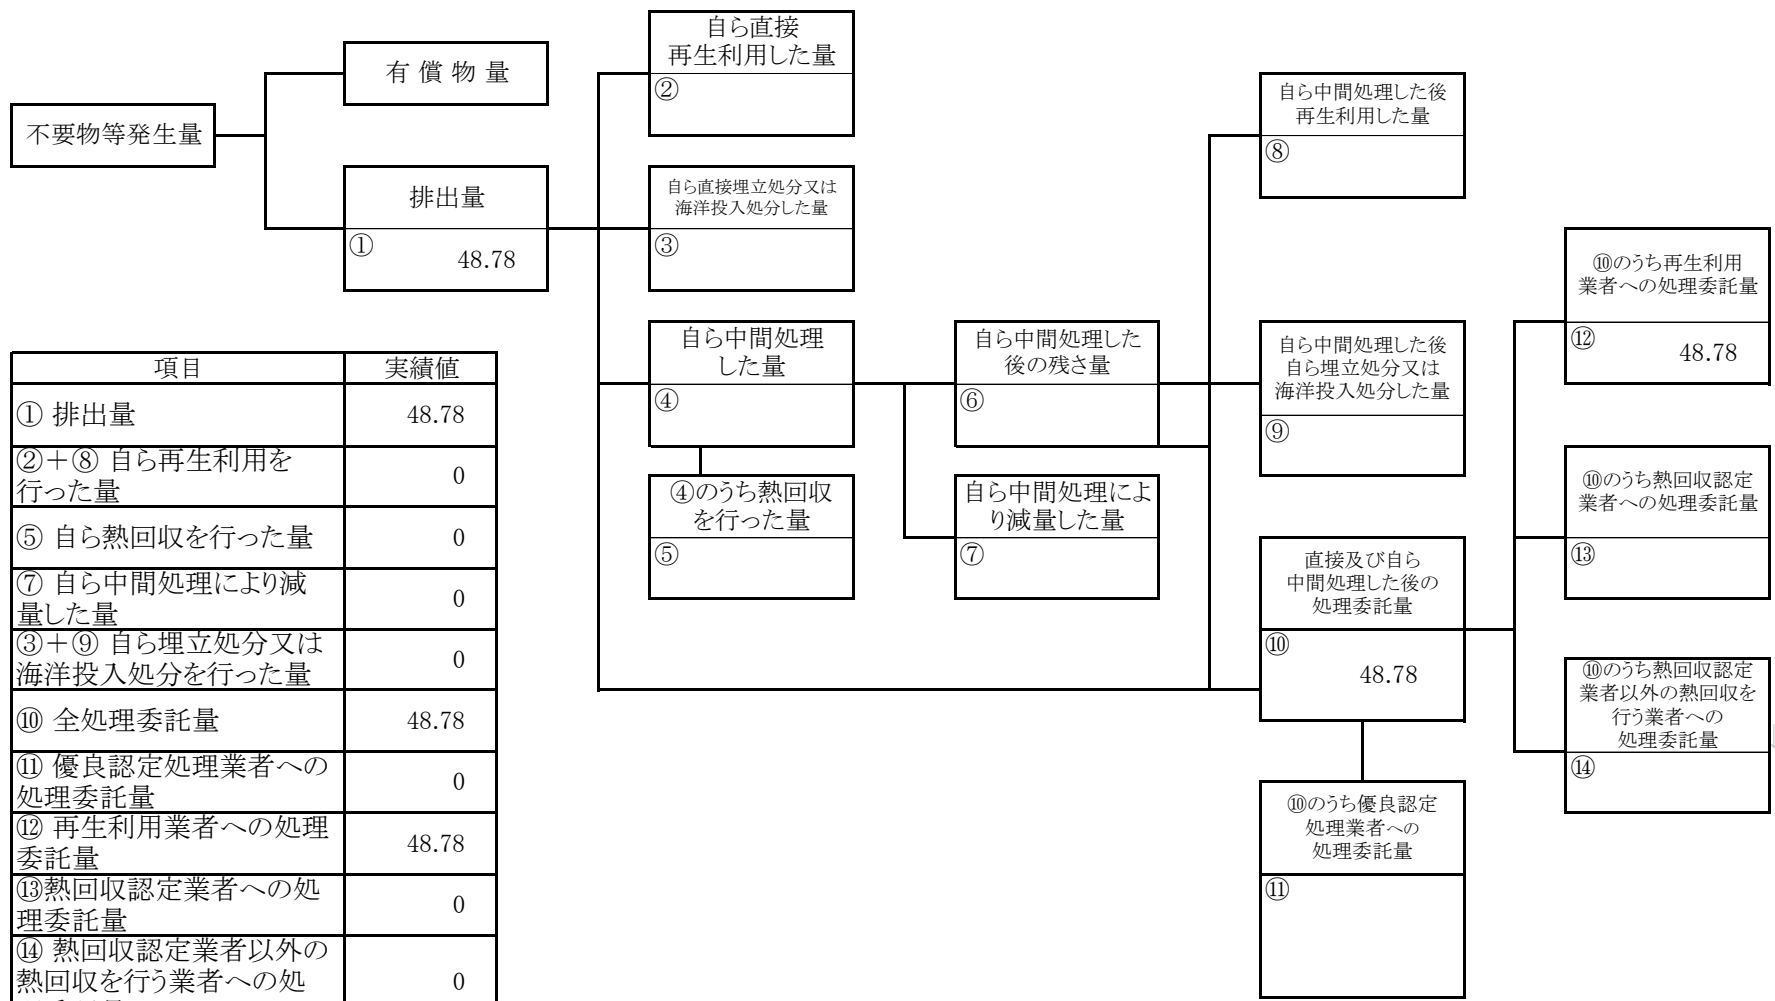 自ら直接
再生利用した量
②
有 償 物 量
不要物等発生量
排出量
①
48.78
自ら直接埋立処分又は
海洋投入処分した量
③
自ら中間処理した後
再生利用した量
⑧
自ら中間処理
した量
④
自ら中間処理した
後の残さ量
⑥
自ら中間処理した後
自ら埋立処分又は
海洋投入処分した量
⑨
⑩のうち再生利用
業者への処理委託量
⑫
48.78
④のうち熱回収
を行った量
⑤
自ら中間処理によ
り減量した量
⑦
⑩のうち熱回収認定
業者への処理委託量
⑬
直接及び自ら
中間処理した後の
処理委託量
⑩
48.78
⑩のうち熱回収認定
業者以外の熱回収を
行う業者への
処理委託量
⑭
⑩のうち優良認定
処理業者への
処理委託量
⑪
項目 実績値
① 排出量 48.78
②+⑧ 自ら再生利用を
行った量 0
⑤ 自ら熱回収を行った量 0
⑦ 自ら中間処理により減
量した量 0
③+⑨ 自ら埋立処分又は
海洋投入処分を行った量 0
⑩ 全処理委託量 48.78
⑪ 優良認定処理業者への
処理委託量 0
⑫ 再生利用業者への処理
委託量 48.78
⑬熱回収認定業者への処
理委託量 0
⑭ 熱回収認定業者以外の
熱回収を行う業者への処 0